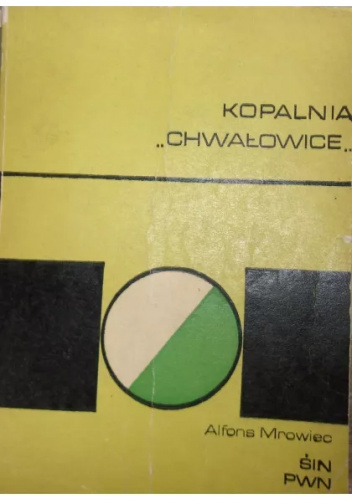 KOPALNIA
„CHWAŁOWICE„
Alfons Mrowiec
ŚIN
PWN